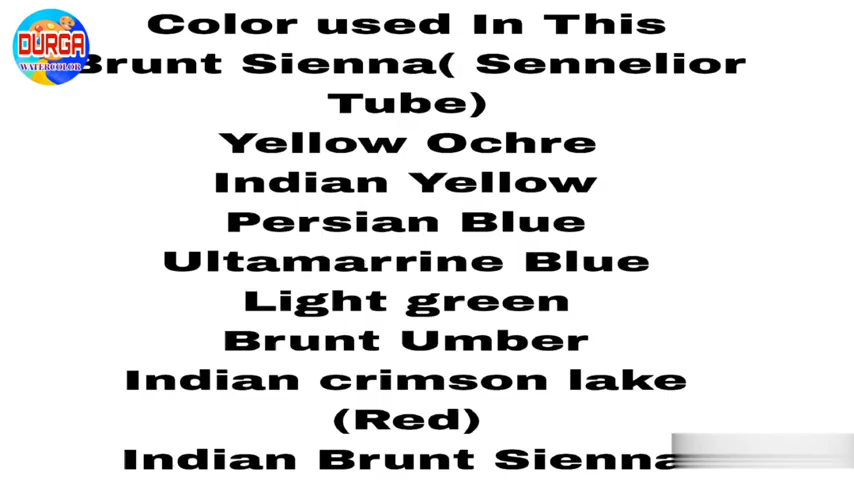 DURGA
WATERCOLOR
Color used In This
Brunt Sienna( Sennelior
Tube)
Yellow Ochre
Indian Yellow
Persian Blue
Ultamarrine Blue
Light green
Brunt Umber
Indian crimson lake
(Red)
Indian Brunt Sienna